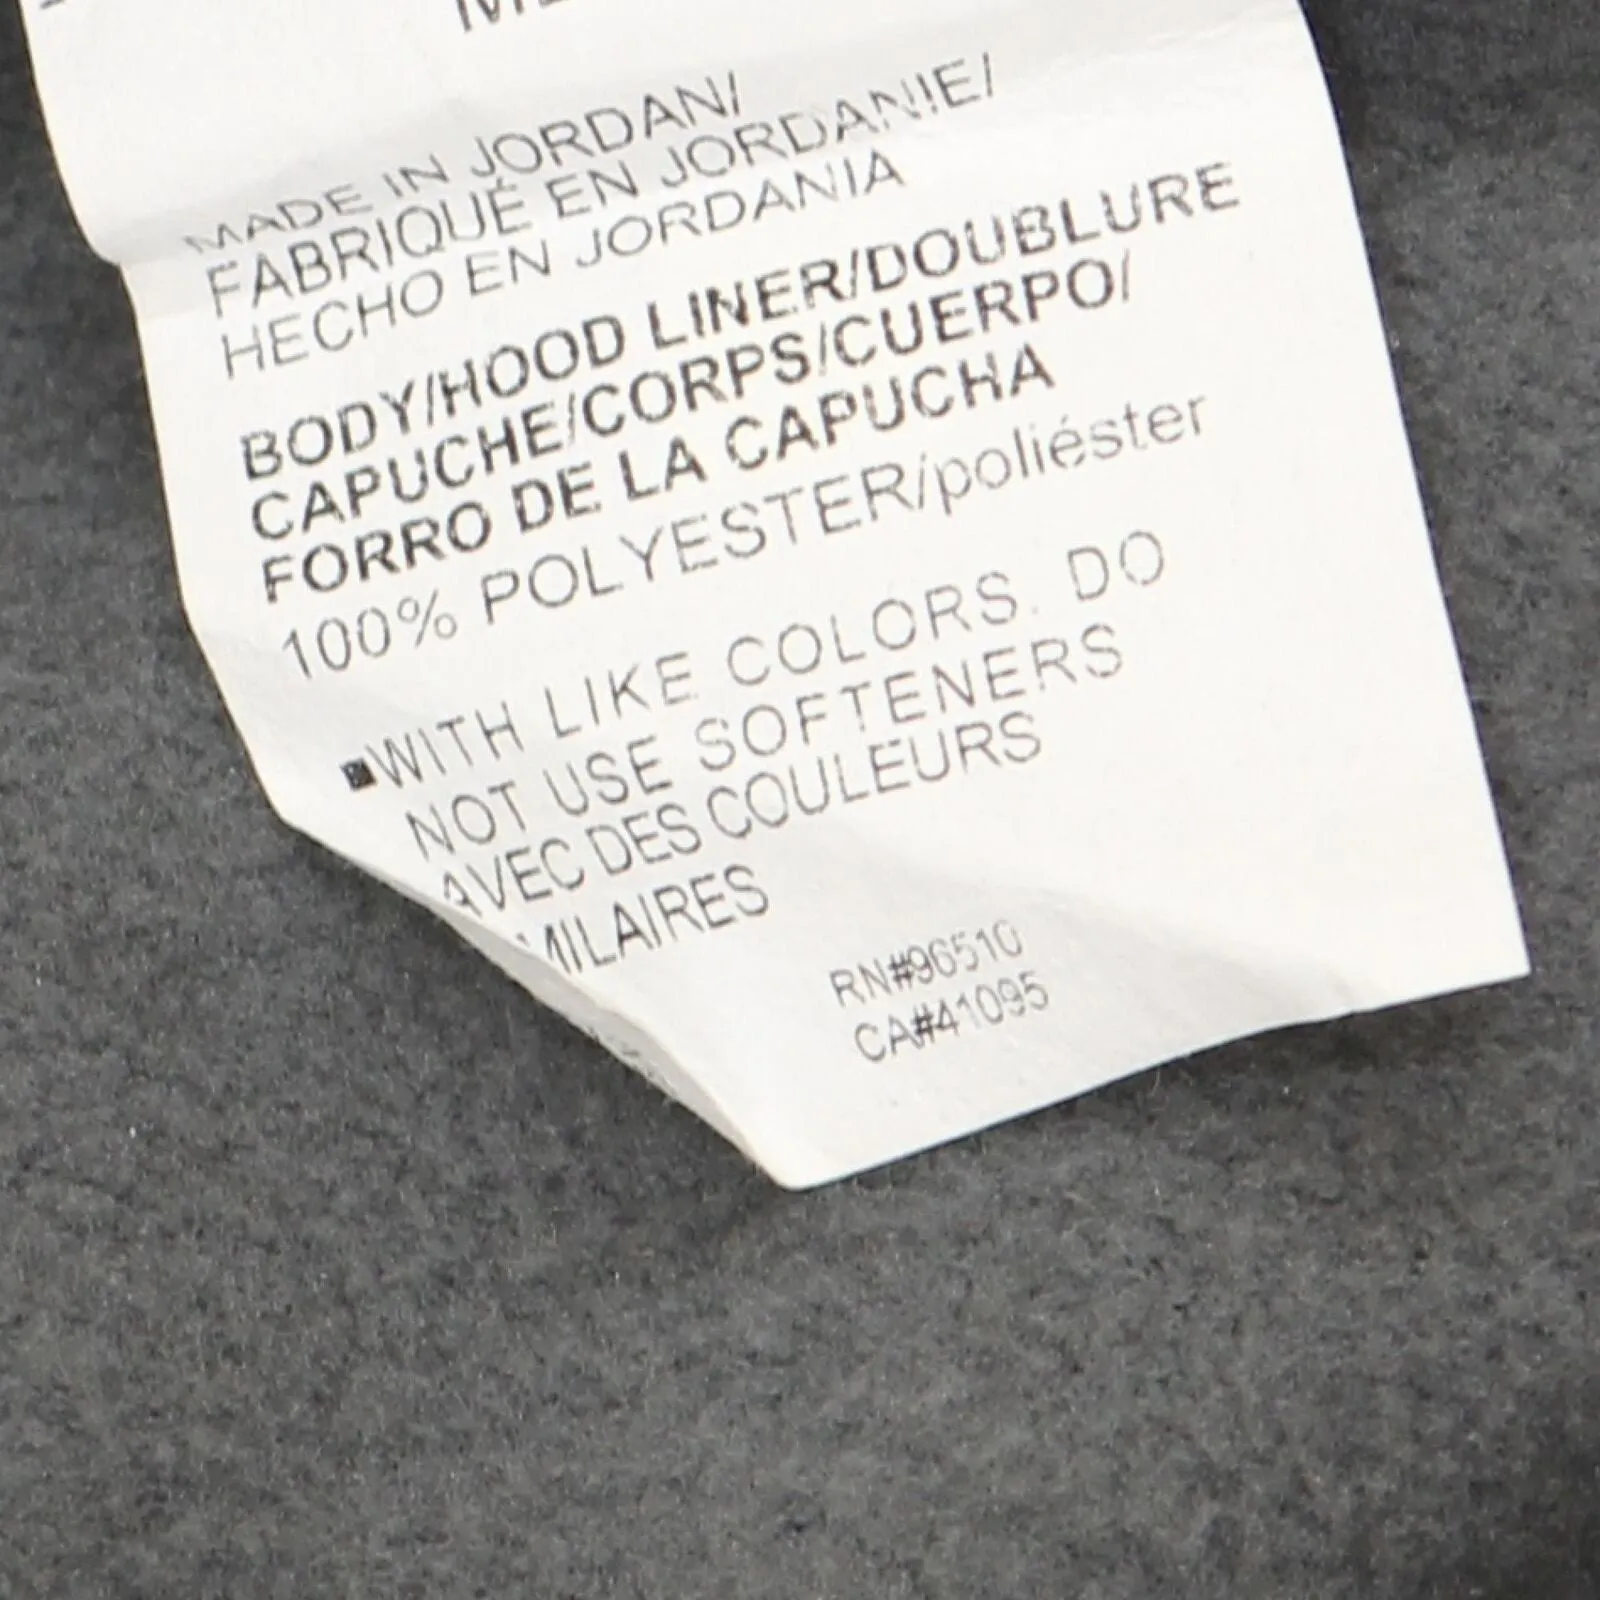 MADE IN JORDAN/
FABRIQUÉ EN JORDANIE/
HECHO EN JORDANIA
BODY/HOOD LINER/DOUBLURE
CAPUCHE/CORPS/CUERPO/
FORRO DE LA CAPUCHA
100% POLYESTER/poliéster
▪WITH LIKE COLORS. DO
NOT USE SOFTENERS
AVEC DES COULEURS
MILAIRES
RN#96510
CA#41095